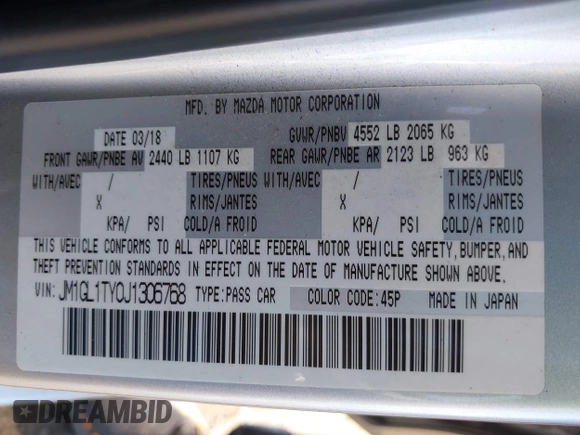 MFD. BY MAZDA MOTOR CORPORATION
DATE 03/18 GVWR/PNBV 4552 LB 2065 KG
FRONT GAWR/PNBE AV 2440 LB 1107 KG REAR GAWR/PNBE AR 2123 LB 963 KG
WITH/AVEC / TIRES/PNEUS WITH/AVEC / TIRES/PNEUS
X RIMS/JANTES X RIMS/JANTES
KPA/ PSI COLD/A FROID KPA/ PSI COLD/A FROID
THIS VEHICLE CONFORMS TO ALL APPLICABLE FEDERAL MOTOR VEHICLE SAFETY, BUMPER, AND
THEFT PREVENTION STANDARDS IN EFFECT ON THE DATE OF MANUFACTURE SHOWN ABOVE.
VIN: JM1GL1TY0J1306768 TYPE: PASS CAR COLOR CODE: 45P MADE IN JAPAN
DREAMBID